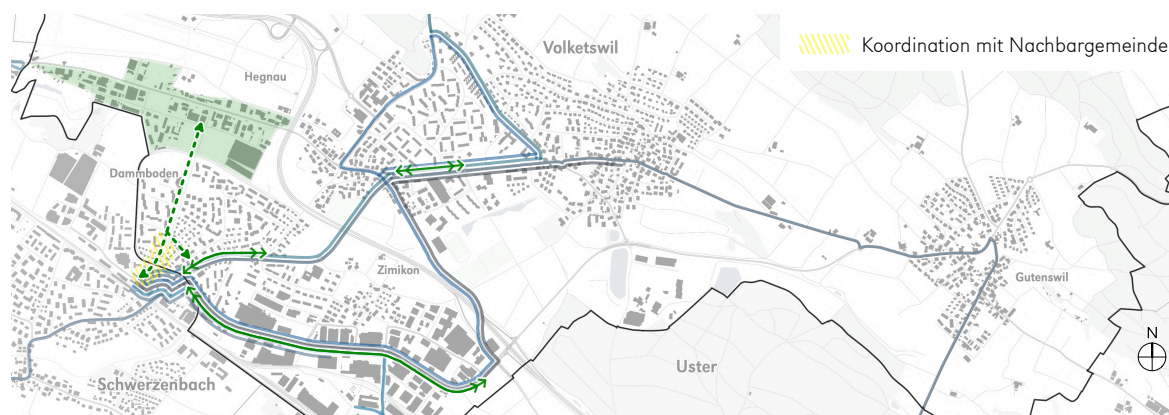 Volketswil
Koordination mit Nachbargemeinde
Hegnau
Dammboden
Zimikon
Gutenswil
N
Uster
Schwerzenbach